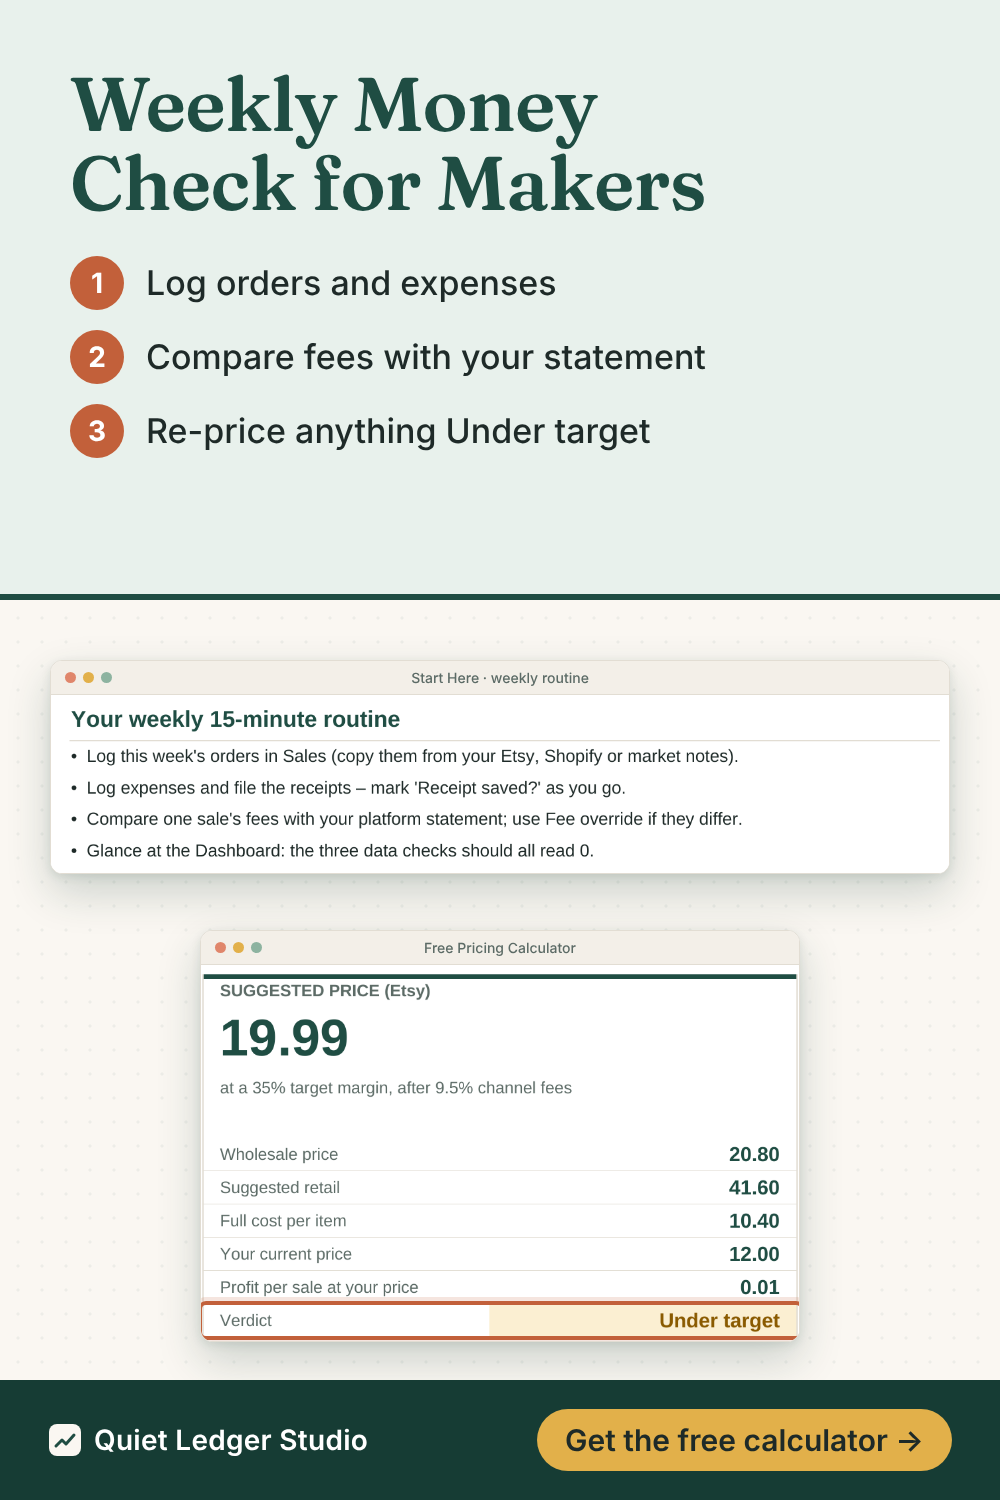 Weekly Money
Check for Makers
1 Log orders and expenses
2 Compare fees with your statement
3 Re-price anything Under target
Start Here · weekly routine
Your weekly 15-minute routine
• Log this week's orders in Sales (copy them from your Etsy, Shopify or market notes).
• Log expenses and file the receipts – mark 'Receipt saved?' as you go.
• Compare one sale's fees with your platform statement; use Fee override if they differ.
• Glance at the Dashboard: the three data checks should all read 0.
Free Pricing Calculator
SUGGESTED PRICE (Etsy)
19.99
at a 35% target margin, after 9.5% channel fees
Wholesale price 20.80
Suggested retail 41.60
Full cost per item 10.40
Your current price 12.00
Profit per sale at your price 0.01
Verdict Under target
Quiet Ledger Studio
Get the free calculator →